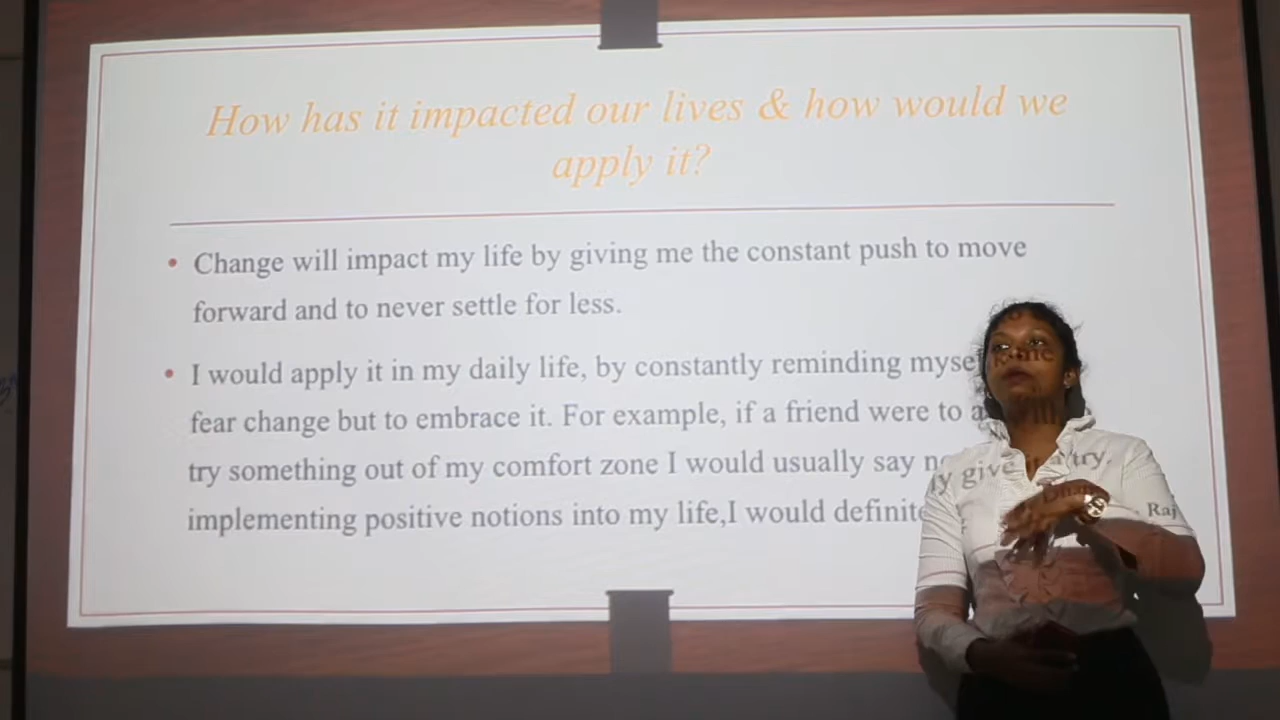 How has it impacted our lives & how would we
apply it?
• Change will impact my life by giving me the constant push to move
forward and to never settle for less.
• I would apply it in my daily life, by constantly reminding
fear change but to embrace it. For example, if a friend were to
try something out of my comfort zone I would usually say
implementing positive notions into my life,I would
give try.
Raj